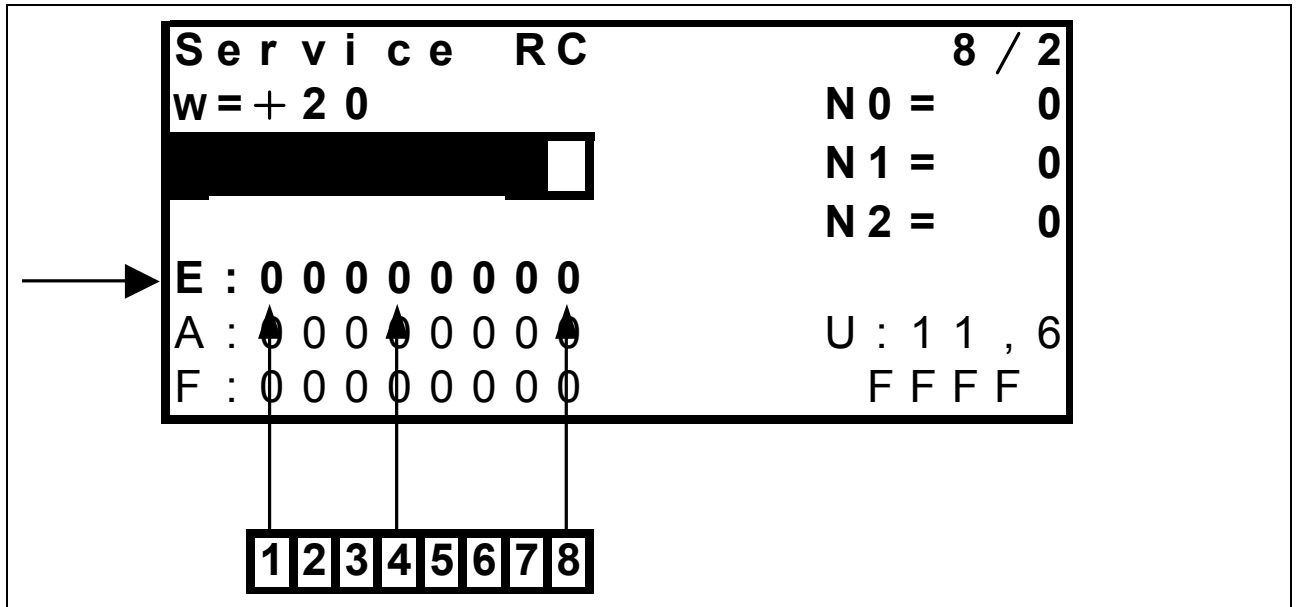 Service RC 8/2
w=+20 N0= 0
N1= 0
N2= 0
E:00000000
A:00000000 U:11,6
F:00000000 FFFF
1 2 3 4 5 6 7 8